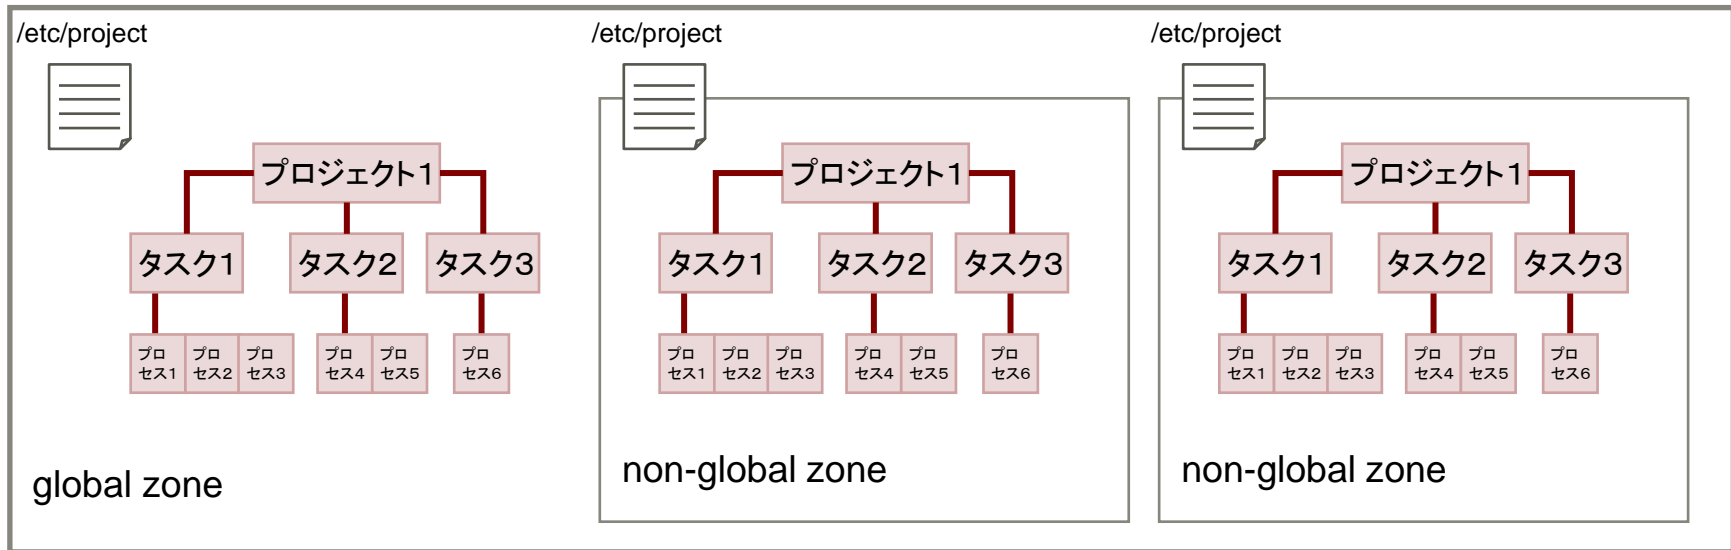 /etc/project
/etc/project
/etc/project
プロジェクト1
プロジェクト1
プロジェクト1
タスク1
タスク2
タスク3
タスク1
タスク2
タスク3
タスク1
タスク2
タスク3
プロ
セス1
プロ
セス2
プロ
セス3
プロ
セス4
プロ
セス5
プロ
セス6
プロ
セス1
プロ
セス2
プロ
セス3
プロ
セス4
プロ
セス5
プロ
セス6
プロ
セス1
プロ
セス2
プロ
セス3
プロ
セス4
プロ
セス5
プロ
セス6
global zone
non-global zone
non-global zone